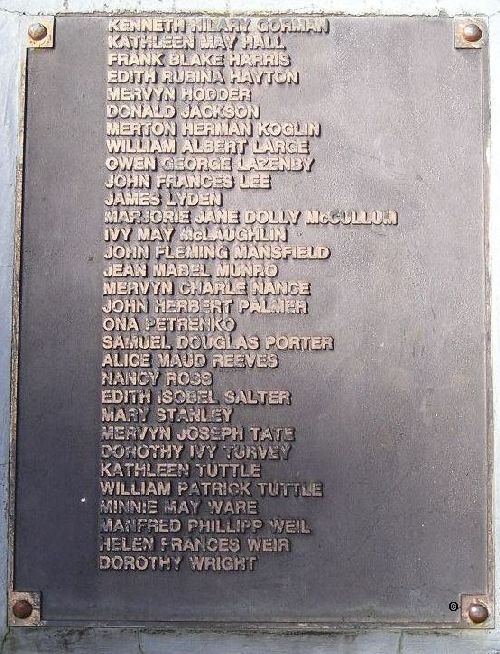 KENNETH HILARY GORMAN
KATHLEEN MAY HALL
FRANK BLAKE HARRIS
EDITH RUBINA HAYTON
MERVYN HODDER
DONALD JACKSON
MERTON HERMAN KOGLIN
WILLIAM ALBERT LARGE
OWEN GEORGE LAZENBY
JOHN FRANCES LEE
JAMES LYDEN
MARJORIE JANE DOLLY McCULLUM
IVY MAY McLAUGHLIN
JOHN FLEMING MANSFIELD
JEAN MABEL MUNRO
MERVYN CHARLE NANCE
JOHN HERBERT PALMER
ONA PETRENKO
SAMUEL DOUGLAS PORTER
ALICE MAUD REEVES
NANCY ROSS
EDITH ISOBEL SALTER
MARY STANLEY
MERVYN JOSEPH TATE
DOROTHY IVY TURVEY
KATHLEEN TUTTLE
WILLIAM PATRICK TUTTLE
MINNIE MAY WARE
MANFRED PHILLIPP WEIL
HELEN FRANCES WEIR
DOROTHY WRIGHT